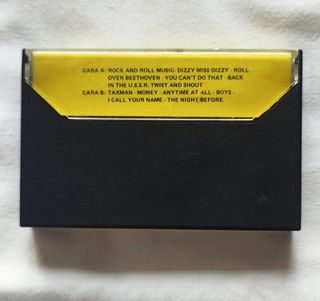 CARA A: ROCK AND ROLL MUSIC- DIZZY MISS DIZZY - ROLL
OVER BEETHOVEN - YOU CAN'T DO THAT - BACK
IN THE U.S.S.R. TWIST AND SHOUT
CARA B: TAXMAN - MONEY - ANYTIME AT ALL - BOYS -
I CALL YOUR NAME - THE NIGHT BEFORE.